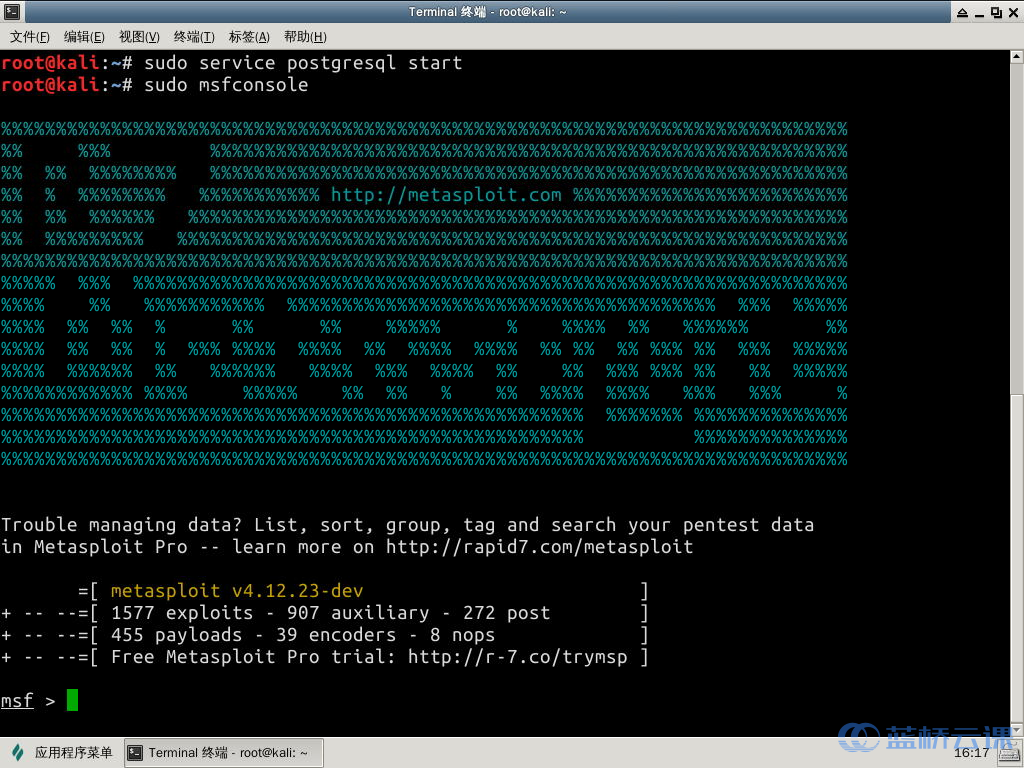 Terminal 终端 - root@kali: ~
文件(F) 编辑(E) 视图(V) 终端(T) 标签(A) 帮助(H)
root@kali:~# sudo service postgresql start
root@kali:~# sudo msfconsole
http://metasploit.com
Trouble managing data? List, sort, group, tag and search your pentest data
in Metasploit Pro -- learn more on http://rapid7.com/metasploit
=[ metasploit v4.12.23-dev ]
+ -- --=[ 1577 exploits - 907 auxiliary - 272 post ]
+ -- --=[ 455 payloads - 39 encoders - 8 nops ]
+ -- --=[ Free Metasploit Pro trial: http://r-7.co/trymsp ]
msf >
蓝桥云课
应用程序菜单 Terminal 终端 - root@kali: ~ 16:17